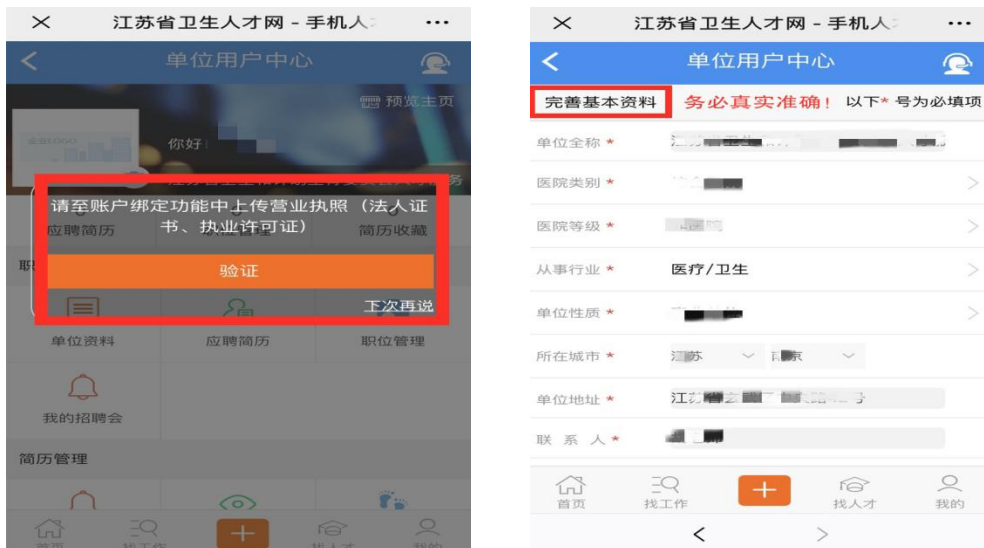 江苏省卫生人才网 - 手机人
单位用户中心
预览主页
你好
务
请至账户绑定功能中上传营业执照（法人证
书、执业许可证）
应聘简历
简历收藏
验证
下次再说
单位资料
应聘简历
职位管理
我的招聘会
简历管理
首页
找工作
找人才
我的
江苏省卫生人才网 - 手机人
单位用户中心
完善基本资料 务必真实准确! 以下* 号为必填项
单位全称 *
医院类别 *
医院等级 *
从事行业 * 医疗/卫生
单位性质 *
所在城市 *
单位地址 *
联 系 人 *
首页
找工作
找人才
我的